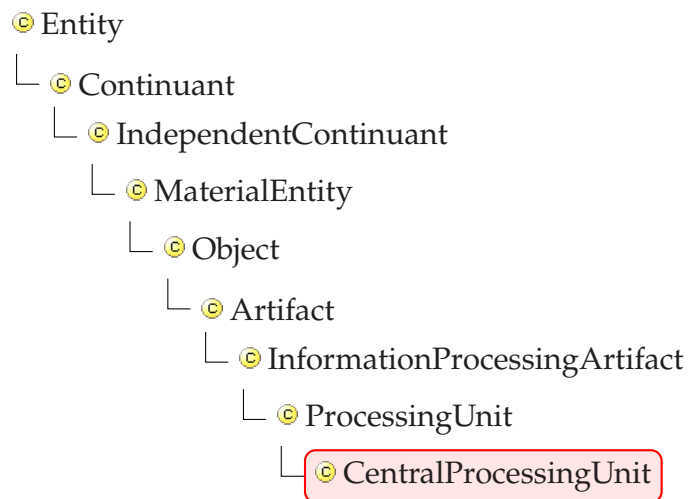 C Entity
C Continuant
C IndependentContinuant
C MaterialEntity
C Object
C Artifact
C InformationProcessingArtifact
C ProcessingUnit
C CentralProcessingUnit